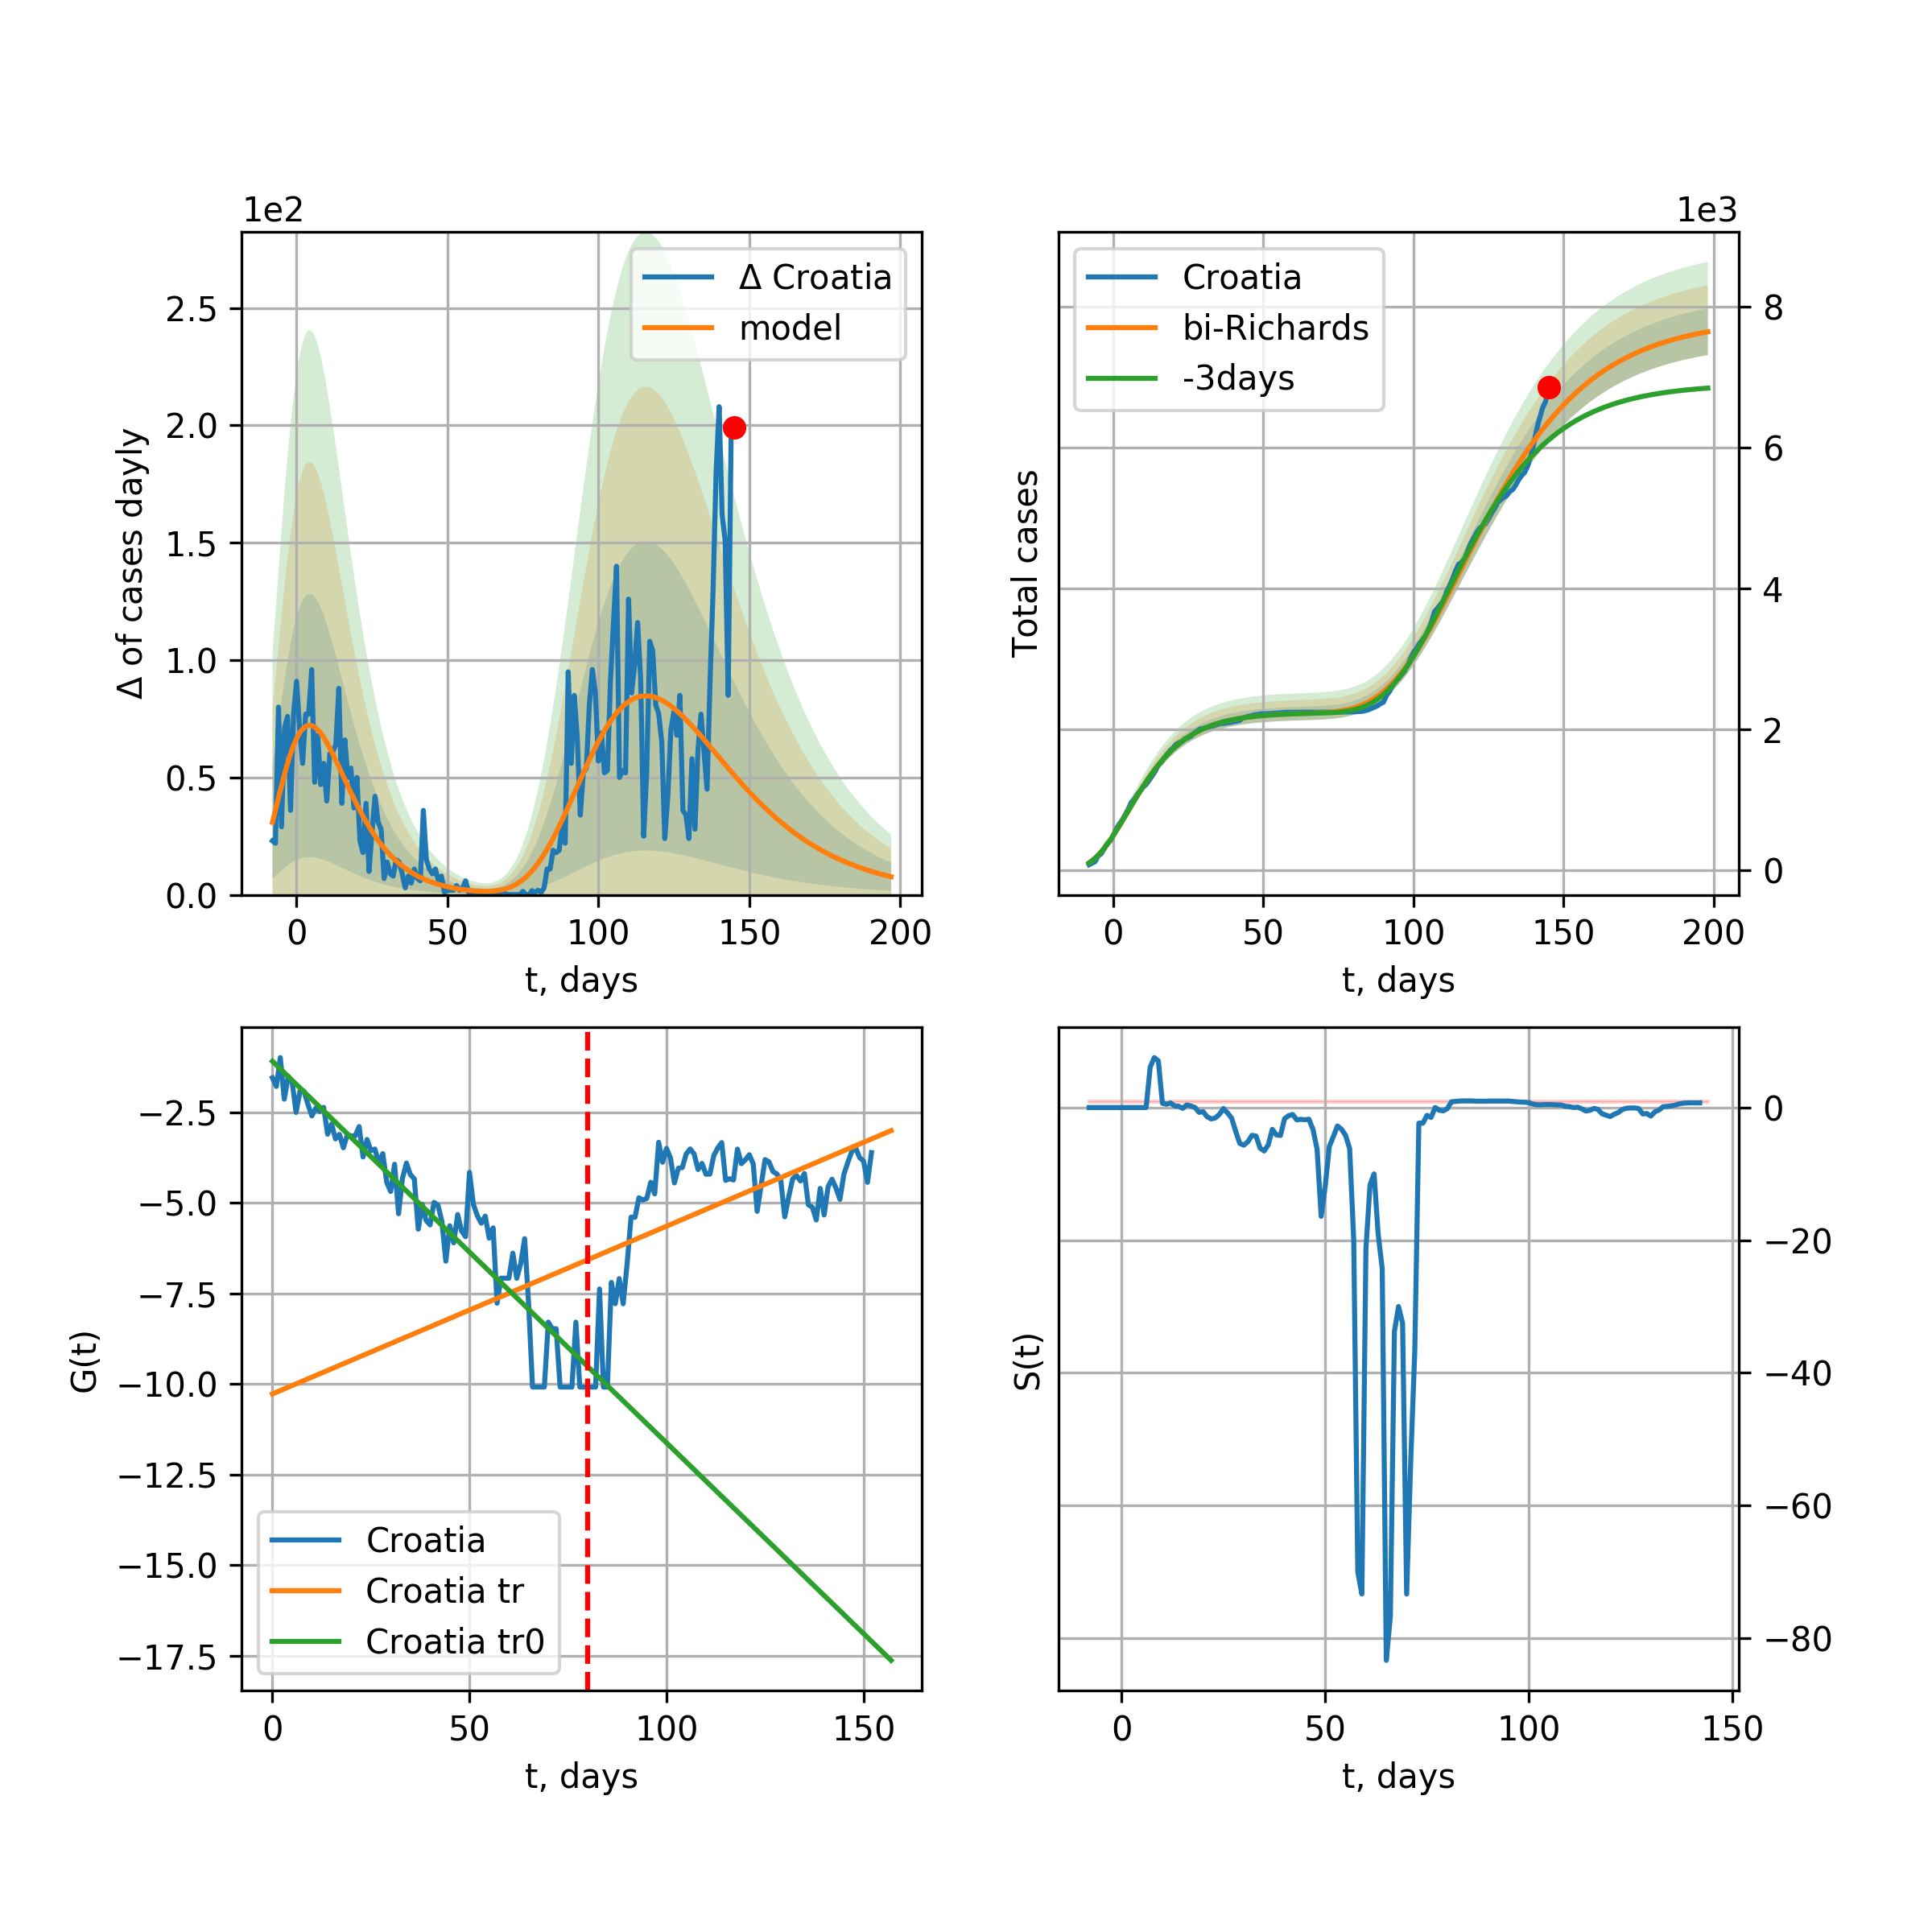 1e2
Δ of cases dayly
2.5
2.0
1.5
1.0
0.5
0.0
Δ Croatia
model
0 50 100 150 200
t, days
1e3
Total cases
Croatia
bi-Richards
-3days
8
6
4
2
0
0 50 100 150 200
t, days
G(t)
−2.5
−5.0
−7.5
−10.0
−12.5
−15.0
−17.5
Croatia
Croatia tr
Croatia tr0
0 50 100 150
t, days
S(t)
0
−20
−40
−60
−80
0 50 100 150
t, days